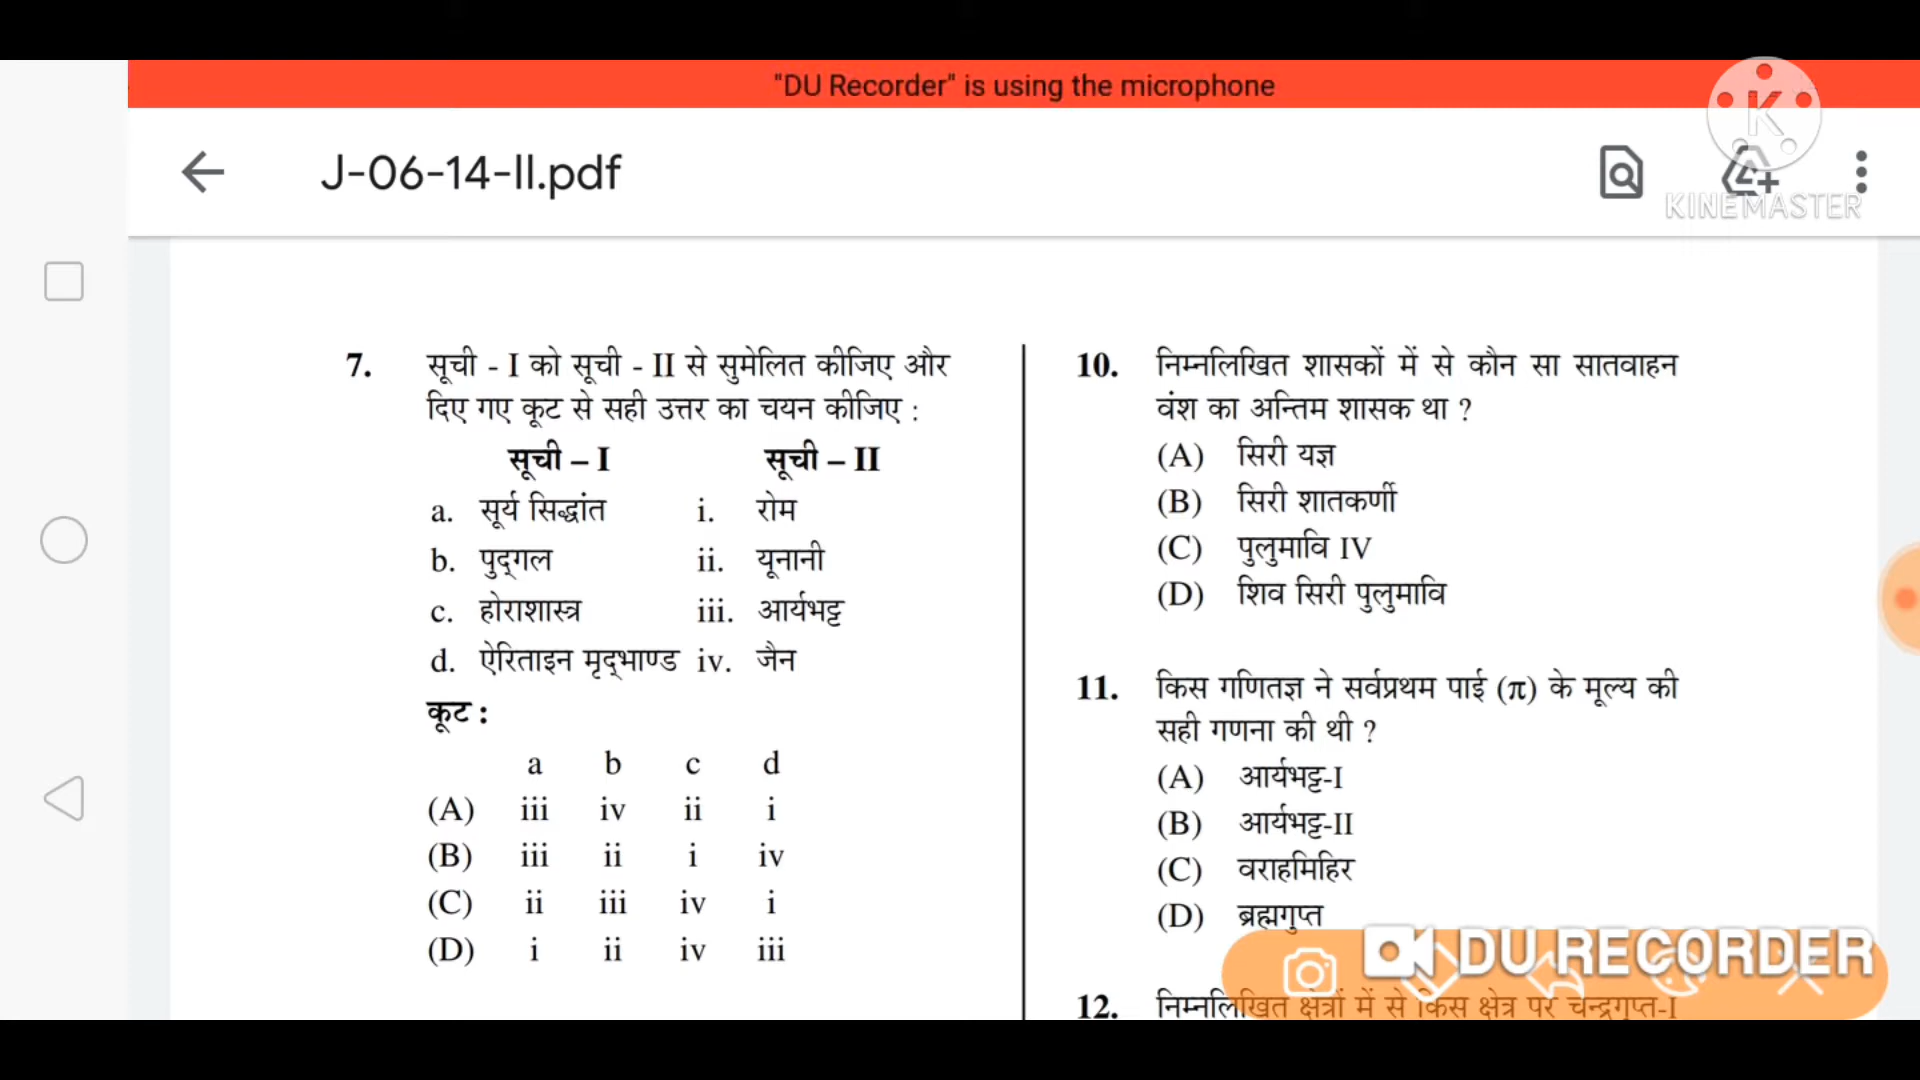 "DU Recorder" is using the microphone
J-06-14-II.pdf
KINEMASTER
7. सूची - I को सूची - II से सुमेलित कीजिए और
दिए गए कूट से सही उत्तर का चयन कीजिए :
सूची – I सूची – II
a. सूर्य सिद्धांत i. रोम
b. पुद्गल ii. यूनानी
c. होराशास्त्र iii. आर्यभट्ट
d. ऐरिताइन मृद्भाण्ड iv. जैन
कूट :
a b c d
(A) iii iv ii i
(B) iii ii i iv
(C) ii iii iv i
(D) i ii iv iii
10. निम्नलिखित शासकों में से कौन सा सातवाहन
वंश का अन्तिम शासक था ?
(A) सिरी यज्ञ
(B) सिरी शातकर्णी
(C) पुलुमावि IV
(D) शिव सिरी पुलुमावि
11. किस गणितज्ञ ने सर्वप्रथम पाई (π) के मूल्य की
सही गणना की थी ?
(A) आर्यभट्ट-I
(B) आर्यभट्ट-II
(C) वराहमिहिर
(D) ब्रह्मगुप्त
DU RECORDER
12. निम्नलिखित क्षेत्रों में से किस क्षेत्र पर चन्द्रगुप्त-I